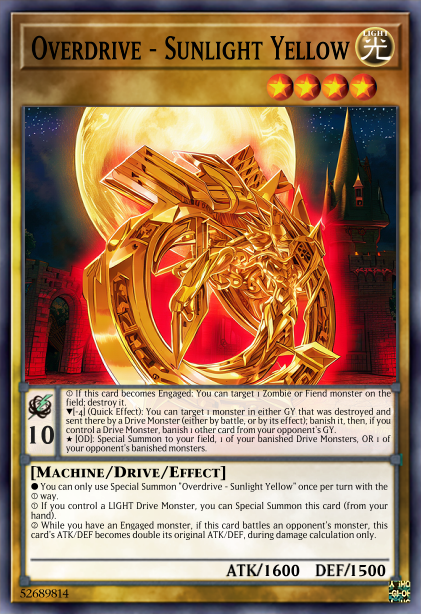 OVERDRIVE - SUNLIGHT YELLOW
LIGHT
光
① If this card becomes Engaged: You can target 1 Zombie or Fiend monster on the
field; destroy it.
▼[-4] (Quick Effect): You can target 1 monster in either GY that was destroyed and
sent there by a Drive Monster (either by battle, or by its effect); banish it, then, if you
control a Drive Monster, banish 1 other card from your opponent's GY.
★ [OD]: Special Summon to your field, 1 of your banished Drive Monsters, OR 1 of
your opponent's banished monsters.
10
[MACHINE/DRIVE/EFFECT]
● You can only use Special Summon "Overdrive - Sunlight Yellow" once per turn with the
① way.
① If you control a LIGHT Drive Monster, you can Special Summon this card (from your
hand).
② While you have an Engaged monster, if this card battles an opponent's monster, this
card's ATK/DEF becomes double its original ATK/DEF, during damage calculation only.
ATK/1600 DEF/1500
52689814